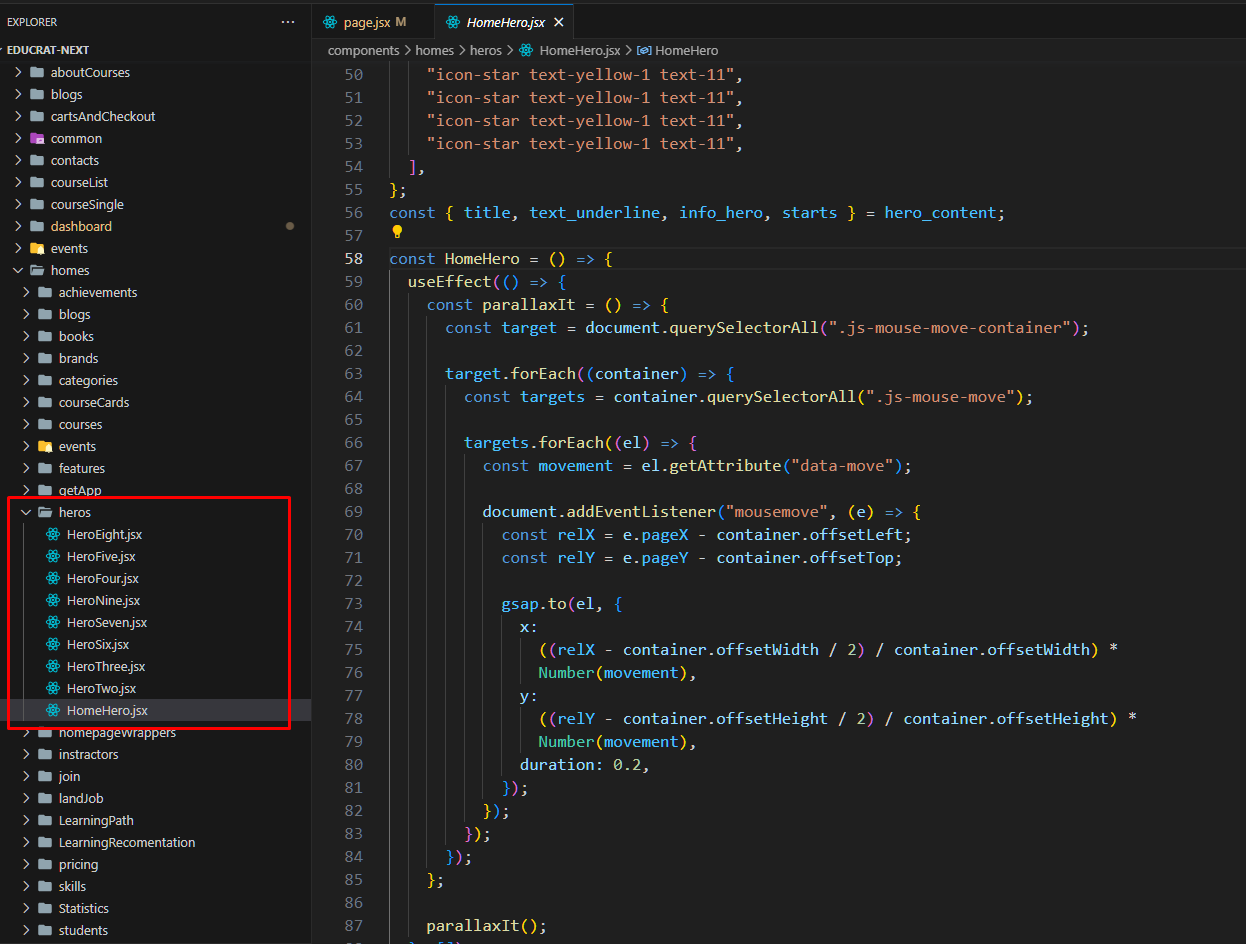 EXPLORER
EDUCRAT-NEXT
aboutCourses
blogs
cartsAndCheckout
common
contacts
courseList
courseSingle
dashboard
events
homes
achievements
blogs
books
brands
categories
courseCards
courses
events
features
getApp
heros
HeroEight.jsx
HeroFive.jsx
HeroFour.jsx
HeroNine.jsx
HeroSeven.jsx
HeroSix.jsx
HeroThree.jsx
HeroTwo.jsx
HomeHero.jsx
homepageWrappers
instractors
join
landJob
LearningPath
LearningRecomentation
pricing
skills
Statistics
students
page.jsx M HomeHero.jsx
components > homes > heros > HomeHero.jsx > HomeHero
50 "icon-star text-yellow-1 text-11",
51 "icon-star text-yellow-1 text-11",
52 "icon-star text-yellow-1 text-11",
53 "icon-star text-yellow-1 text-11",
54 ],
55 };
56 const { title, text_underline, info_hero, starts } = hero_content;
57
58 const HomeHero = () => {
59 useEffect(() => {
60 const parallaxIt = () => {
61 const target = document.querySelectorAll(".js-mouse-move-container");
62
63 target.forEach((container) => {
64 const targets = container.querySelectorAll(".js-mouse-move");
65
66 targets.forEach((el) => {
67 const movement = el.getAttribute("data-move");
68
69 document.addEventListener("mousemove", (e) => {
70 const relX = e.pageX - container.offsetLeft;
71 const relY = e.pageY - container.offsetTop;
72
73 gsap.to(el, {
74 x:
75 ((relX - container.offsetWidth / 2) / container.offsetWidth) *
76 Number(movement),
77 y:
78 ((relY - container.offsetHeight / 2) / container.offsetHeight) *
79 Number(movement),
80 duration: 0.2,
81 });
82 });
83 });
84 });
85 };
86
87 parallaxIt();